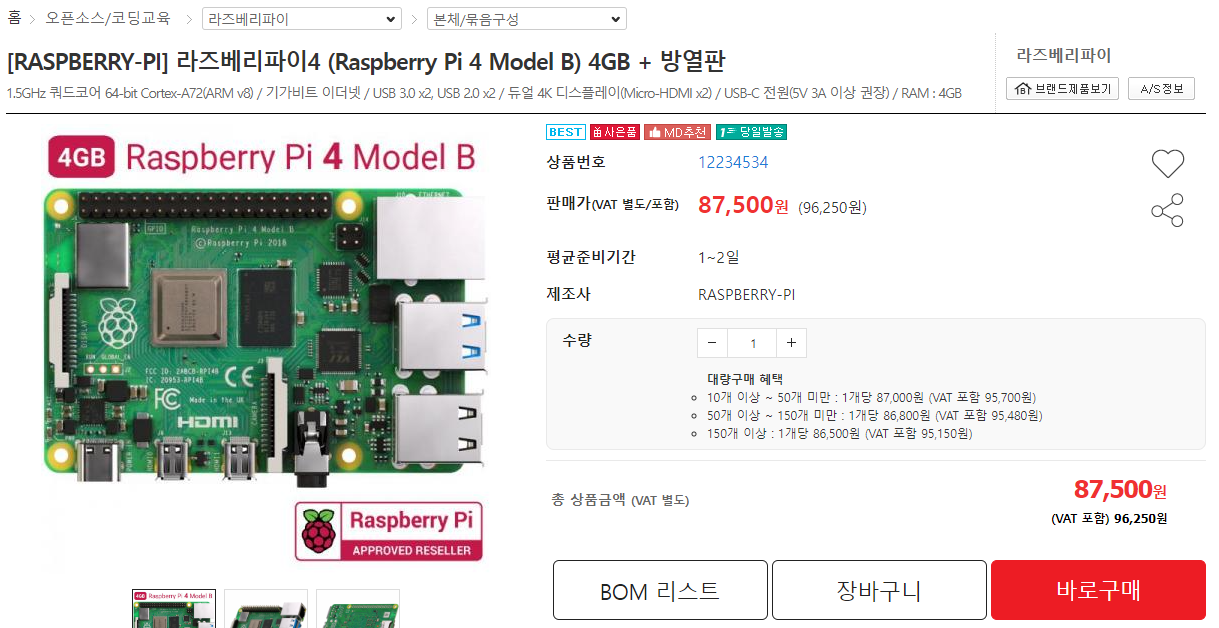 홈 > 오픈소스/코딩교육 > 라즈베리파이 > 본체/묶음구성
[RASPBERRY-PI] 라즈베리파이4 (Raspberry Pi 4 Model B) 4GB + 방열판
1.5GHz 쿼드코어 64-bit Cortex-A72(ARM v8) / 기가비트 이더넷 / USB 3.0 x2, USB 2.0 x2 / 듀얼 4K 디스플레이(Micro-HDMI x2) / USB-C 전원(5V 3A 이상 권장) / RAM : 4GB
라즈베리파이
브랜드제품보기 A/S정보
4GB Raspberry Pi 4 Model B
ETHERNET
GPIO
Raspberry Pi 4 Model B
©Raspberry Pi 2018
DISPLAY
RUN GLOBAL_EN
J2
FCC ID: 2ABCB-RPI4B
IC: 20953-RPI4B
CE
FC Made in the UK
HDMI
CAMERA
POWER IN
HDMI0
HDMI1
Raspberry Pi
APPROVED RESELLER
BEST 사은품 MD추천 당일발송
상품번호 12234534
판매가(VAT 별도/포함) 87,500원 (96,250원)
평균준비기간 1~2일
제조사 RASPBERRY-PI
수량 − 1 +
대량구매 혜택
10개 이상 ~ 50개 미만 : 1개당 87,000원 (VAT 포함 95,700원)
50개 이상 ~ 150개 미만 : 1개당 86,800원 (VAT 포함 95,480원)
150개 이상 : 1개당 86,500원 (VAT 포함 95,150원)
총 상품금액 (VAT 별도) 87,500원
(VAT 포함) 96,250원
BOM 리스트 장바구니 바로구매
4GB Raspberry Pi 4 Model B